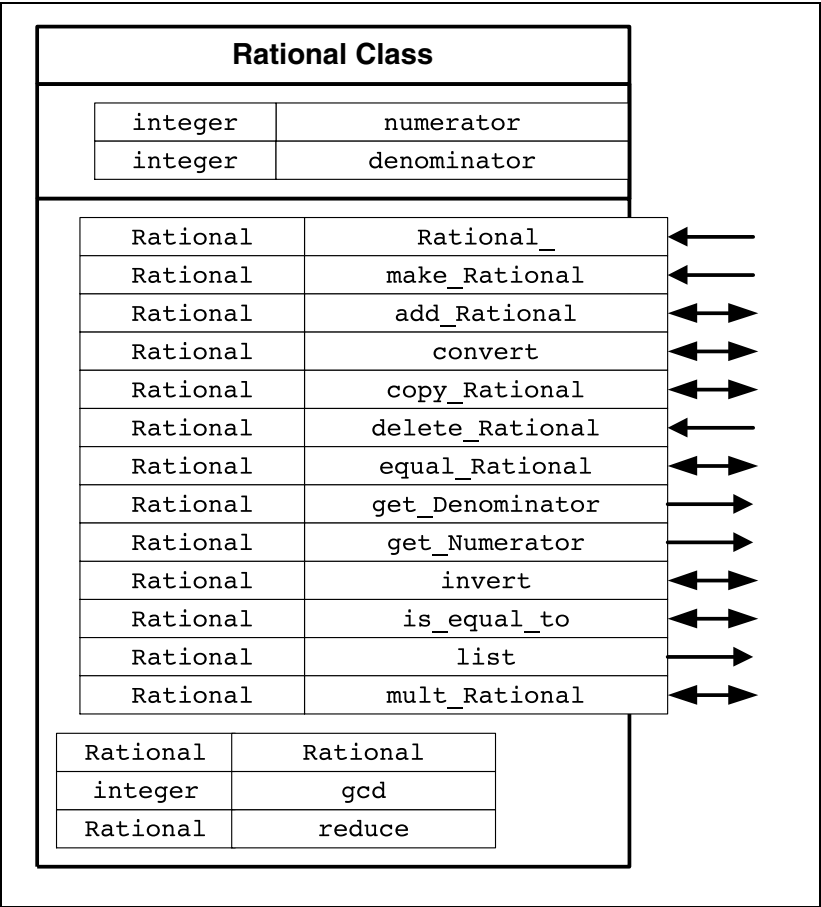 Rational Class
integer numerator
integer denominator
Rational Rational_
Rational make_Rational
Rational add_Rational
Rational convert
Rational copy_Rational
Rational delete_Rational
Rational equal_Rational
Rational get_Denominator
Rational get_Numerator
Rational invert
Rational is_equal_to
Rational list
Rational mult_Rational
Rational Rational
integer gcd
Rational reduce